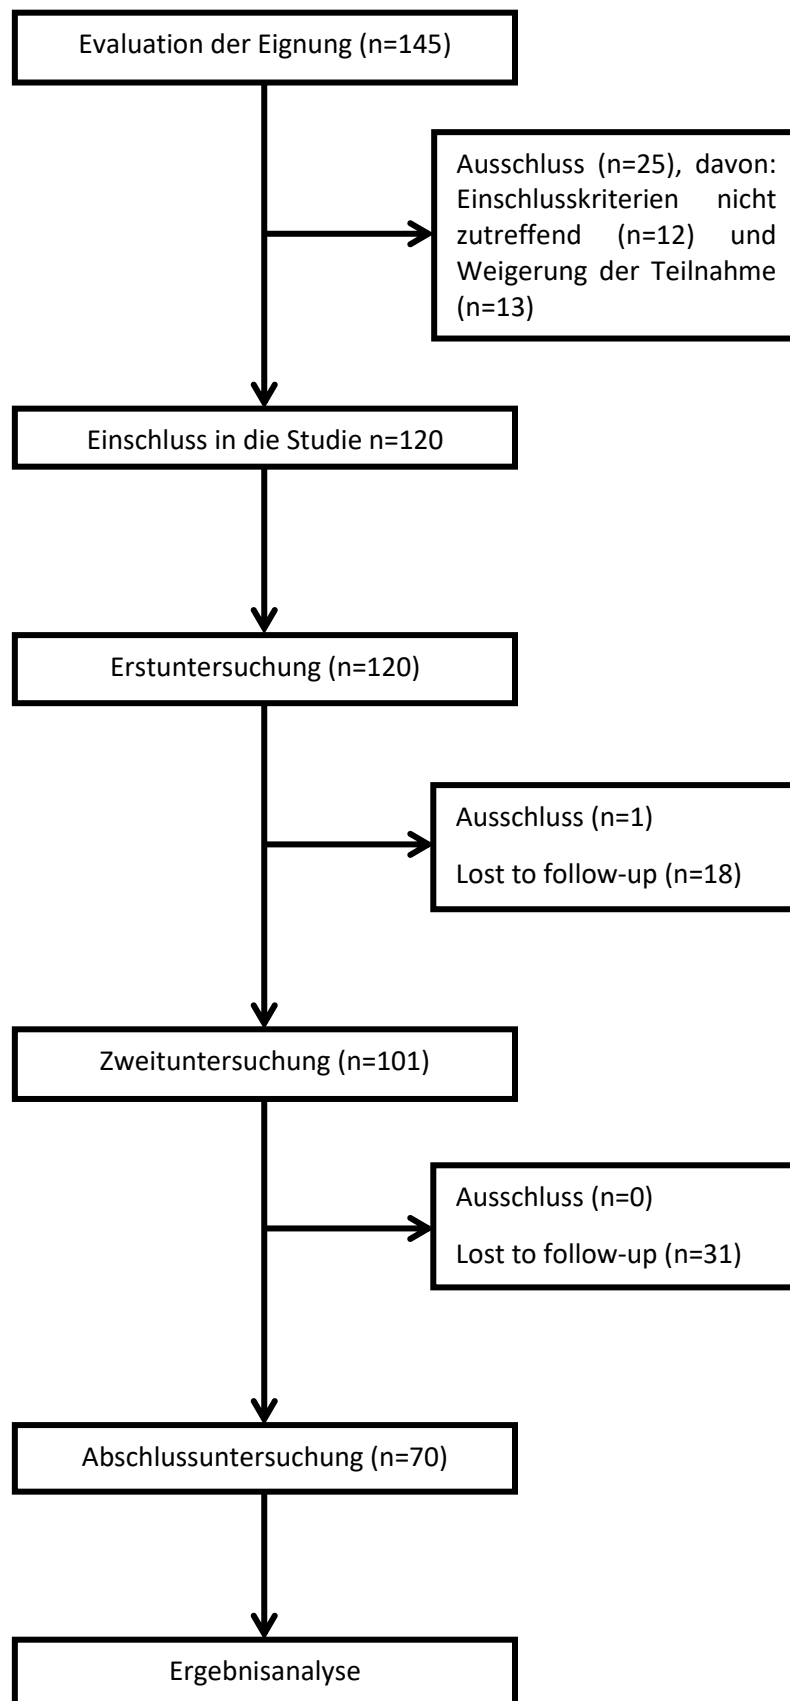 Evaluation der Eignung (n=145)
Ausschluss (n=25), davon:
Einschlusskriterien nicht
zutreffend (n=12) und
Weigerung der Teilnahme
(n=13)
Einschluss in die Studie n=120
Erstuntersuchung (n=120)
Ausschluss (n=1)
Lost to follow-up (n=18)
Zweituntersuchung (n=101)
Ausschluss (n=0)
Lost to follow-up (n=31)
Abschlussuntersuchung (n=70)
Ergebnisanalyse